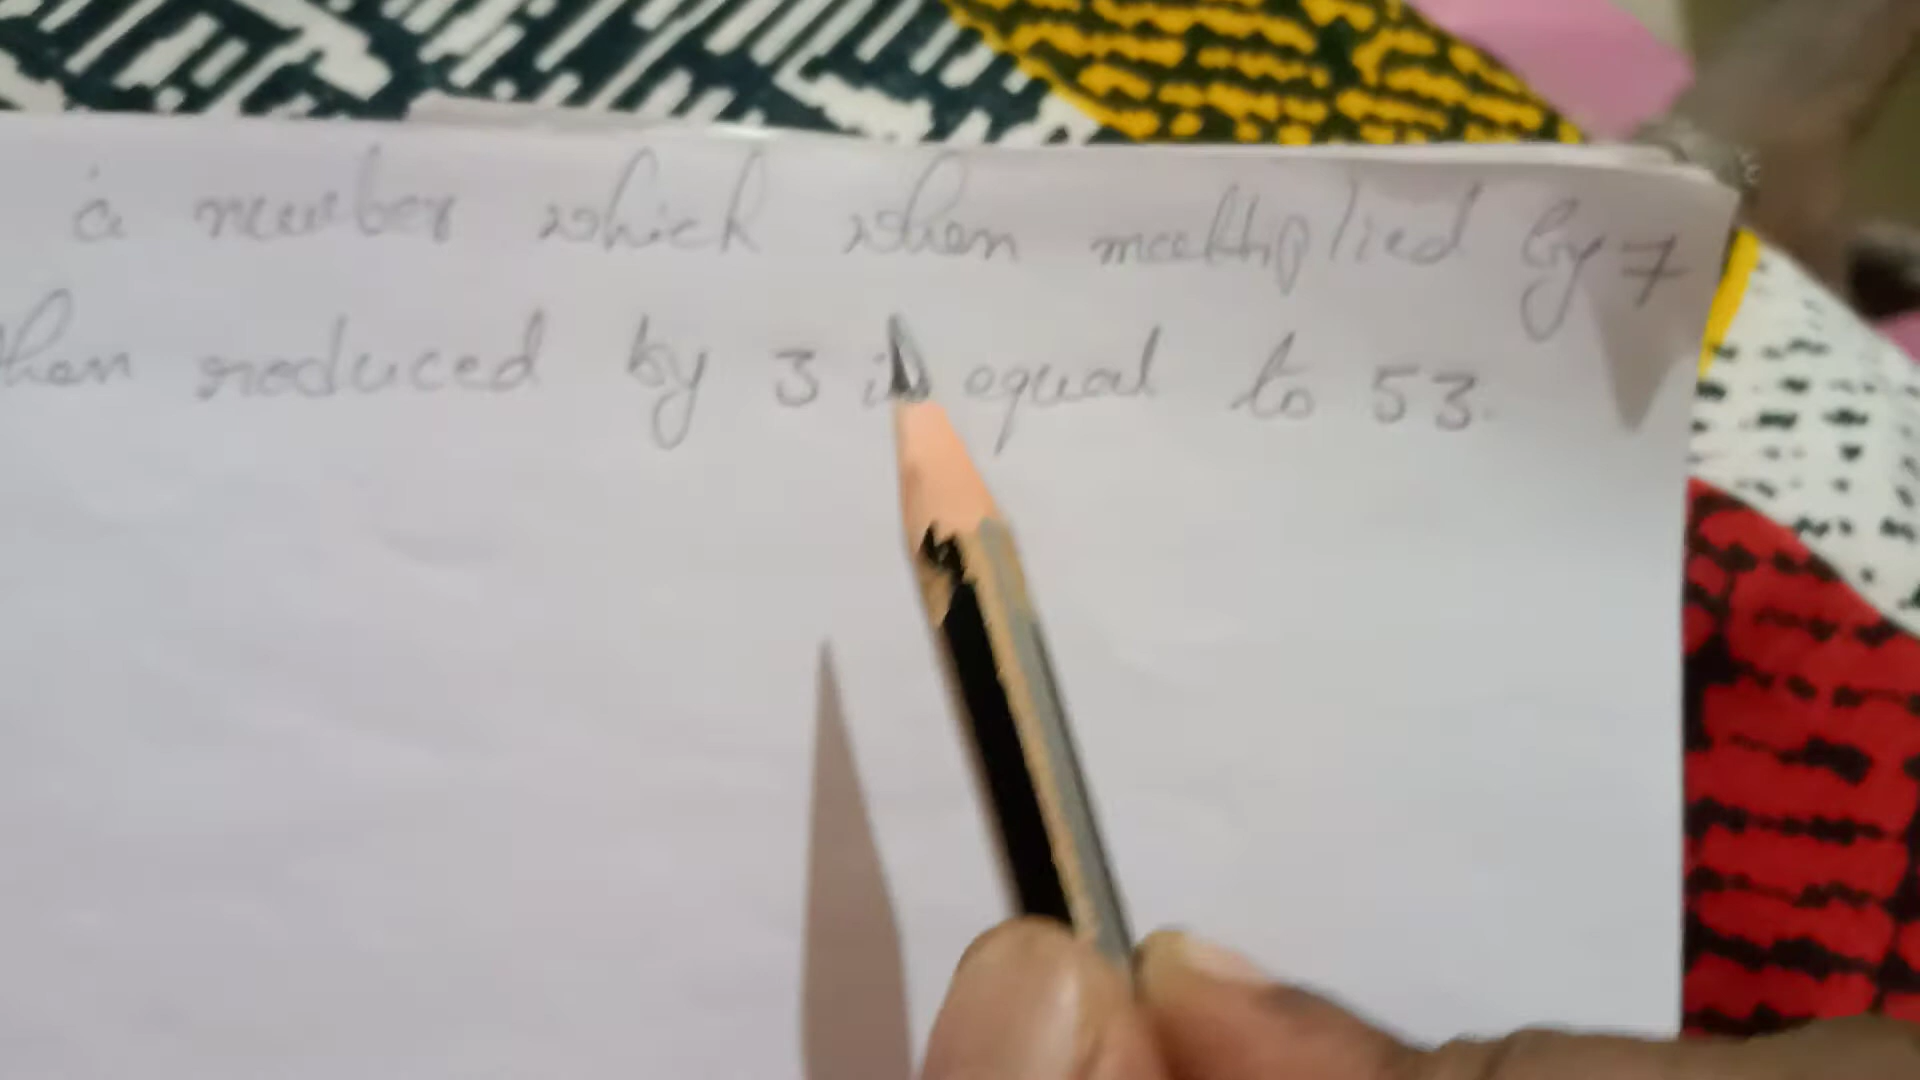 a number which when multiplied by 7
then reduced by 3 is equal to 53.